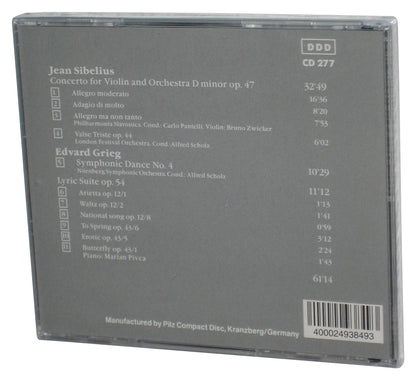 DDD
CD 277
Jean Sibelius
Concerto for Violin and Orchestra D minor op. 47 32'49
1 Allegro moderato 16'36
2 Adagio di molto 8'20
3 Allegro ma non tanto 7'53
Philharmonia Slavonica. Cond.: Carlo Pantelli. Violin: Bruno Zwicker
4 Valse Triste op. 44 6'02
London Festival Orchestra. Cond.: Alfred Scholz
Edvard Grieg
5 Symphonic Dance No. 4 10'29
Nürnberg Symphonic Orchestra. Cond.: Alfred Scholz
Lyric Suite op. 54 11'12
6 Arietta op. 12/1 1'13
7 Waltz op. 12/2 1'41
8 National song op. 12/8 0'59
9 To Spring op. 43/6 3'12
10 Erotic op. 43/5 2'24
11 Butterfly op. 43/1 1'43
Piano: Marian Pivca
61'14
Manufactured by Pilz Compact Disc, Kranzberg/Germany
400024938493